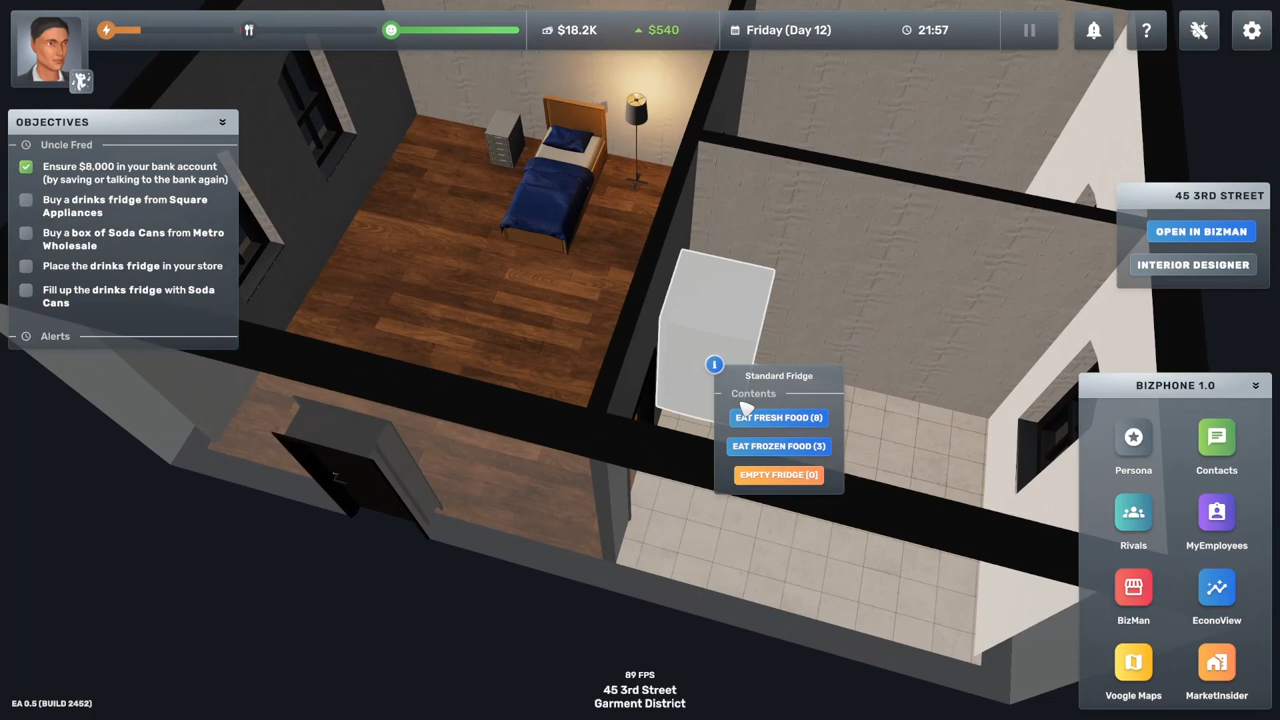 $18.2K
$540
Friday (Day 12)
21:57
OBJECTIVES
Uncle Fred
Ensure $8,000 in your bank account
(by saving or talking to the bank again)
Buy a drinks fridge from Square
Appliances
Buy a box of Soda Cans from Metro
Wholesale
Place the drinks fridge in your store
Fill up the drinks fridge with Soda
Cans
Alerts
45 3RD STREET
OPEN IN BIZMAN
INTERIOR DESIGNER
Standard Fridge
Contents
EAT FRESH FOOD (8)
EAT FROZEN FOOD (3)
EMPTY FRIDGE [0]
BIZPHONE 1.0
Persona
Contacts
Rivals
MyEmployees
BizMan
EconoView
Voogle Maps
MarketInsider
89 FPS
45 3rd Street
Garment District
EA 0.5 (BUILD 2452)